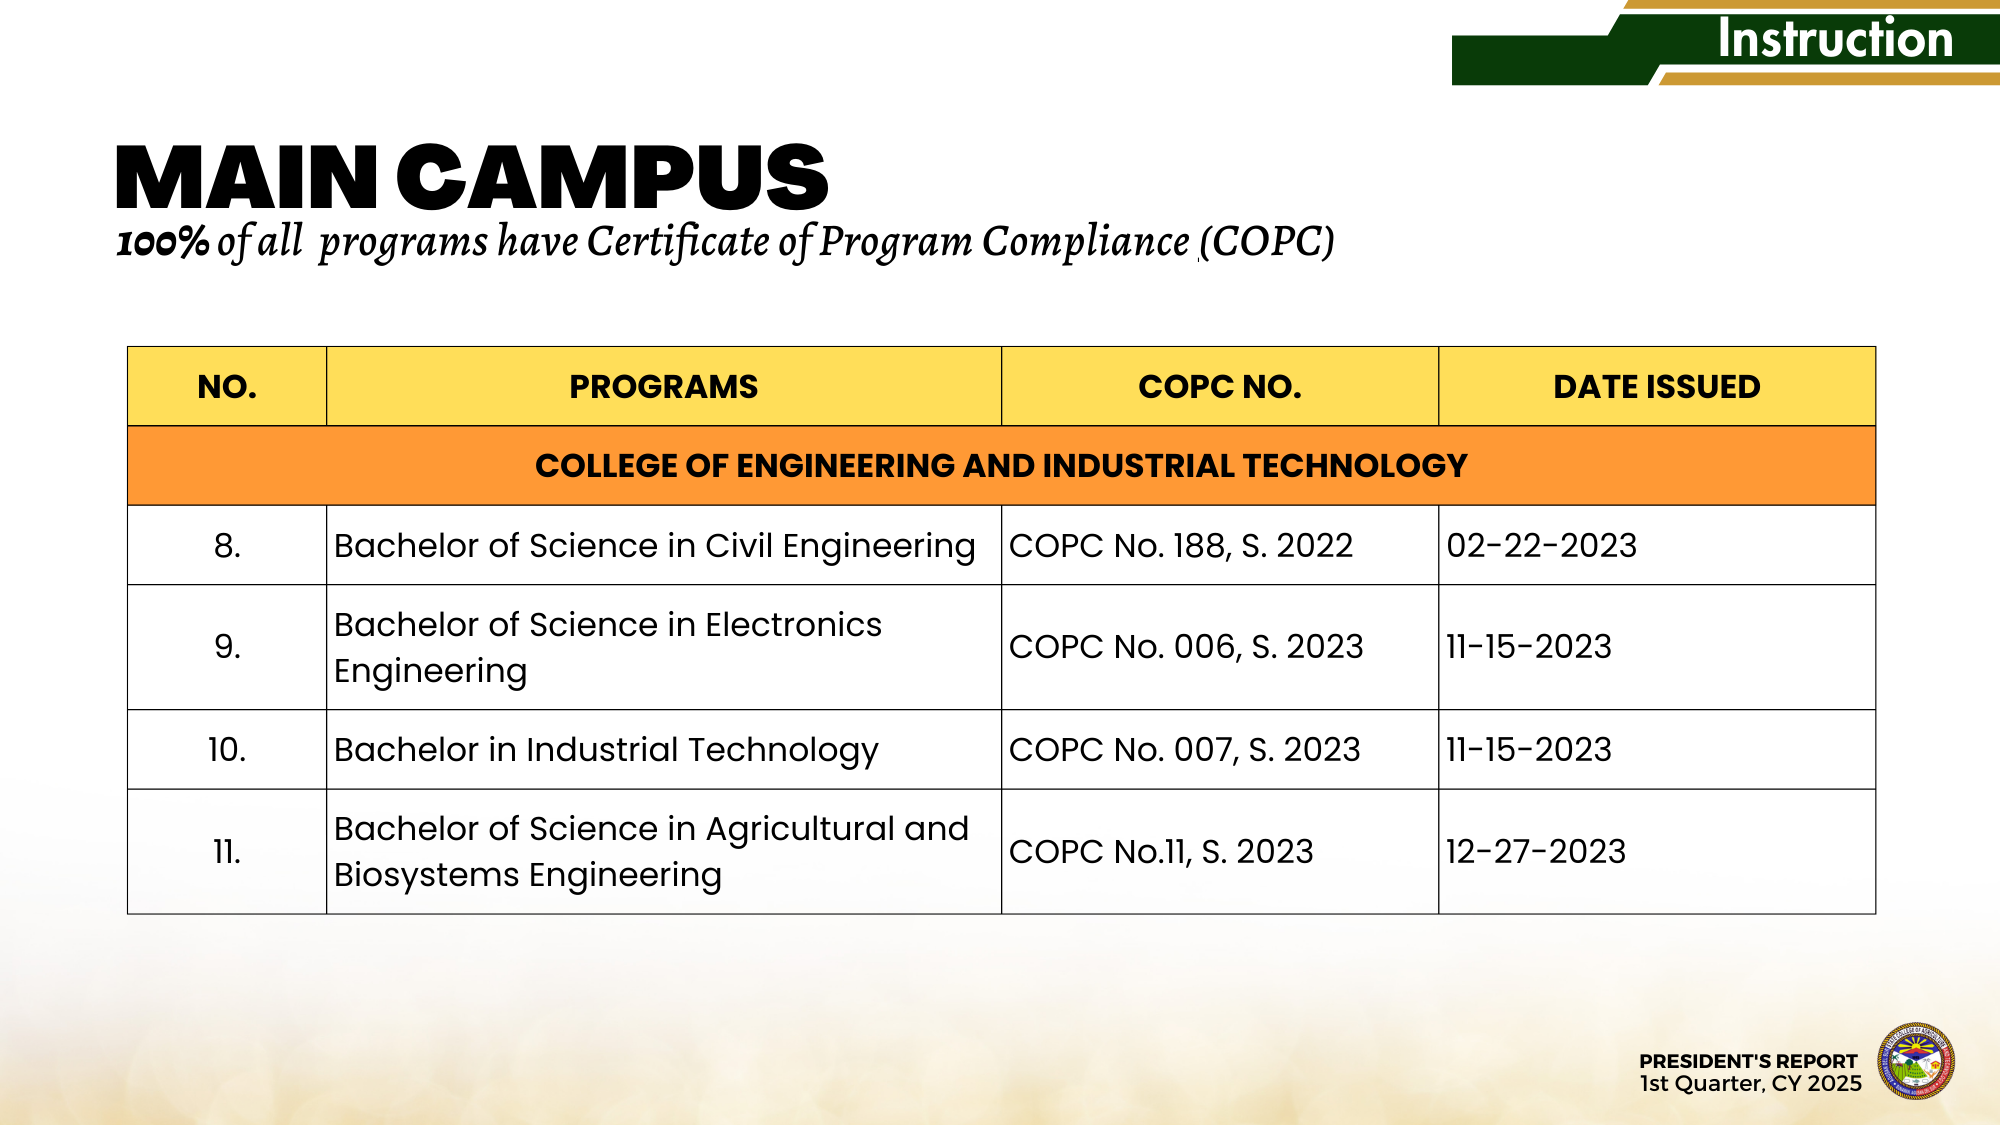 Instruction
MAIN CAMPUS
100% of all programs have Certificate of Program Compliance (COPC)
NO. PROGRAMS COPC NO. DATE ISSUED
COLLEGE OF ENGINEERING AND INDUSTRIAL TECHNOLOGY
8. Bachelor of Science in Civil Engineering COPC No. 188, S. 2022 02-22-2023
9. Bachelor of Science in Electronics
Engineering COPC No. 006, S. 2023 11-15-2023
10. Bachelor in Industrial Technology COPC No. 007, S. 2023 11-15-2023
11. Bachelor of Science in Agricultural and
Biosystems Engineering COPC No.11, S. 2023 12-27-2023
PRESIDENT'S REPORT
1st Quarter, CY 2025